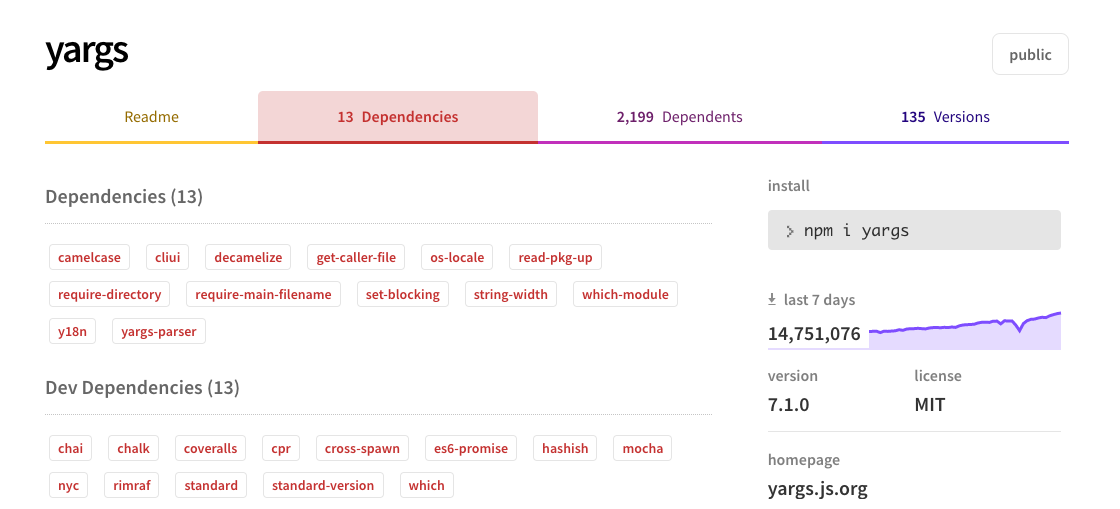 yargs
public
Readme
13 Dependencies
2,199 Dependents
135 Versions
Dependencies (13)
camelcase cliui decamelize get-caller-file os-locale read-pkg-up
require-directory require-main-filename set-blocking string-width which-module
y18n yargs-parser
Dev Dependencies (13)
chai chalk coveralls cpr cross-spawn es6-promise hashish mocha
nyc rimraf standard standard-version which
install
> npm i yargs
last 7 days
14,751,076
version
7.1.0
license
MIT
homepage
yargs.js.org